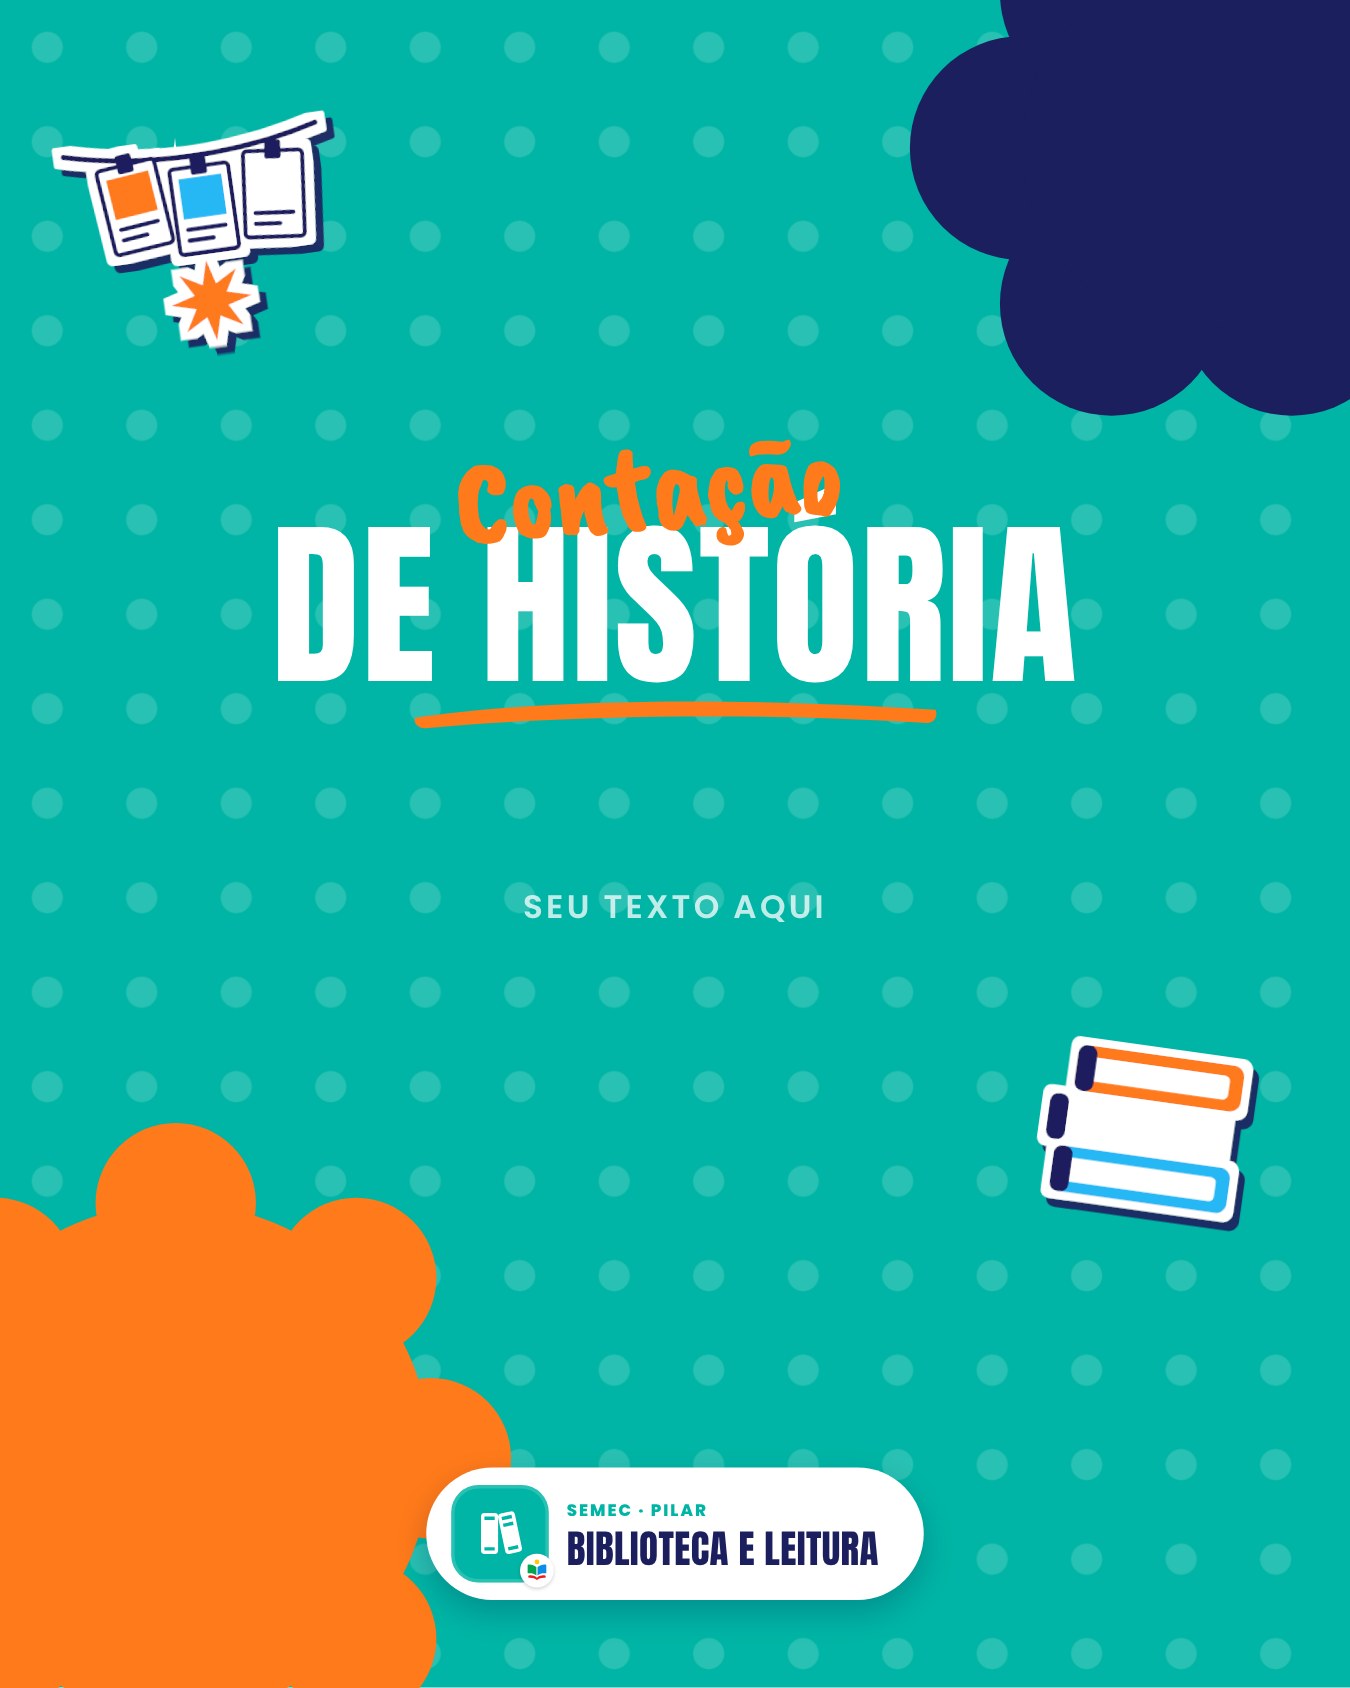 Contação
DE HISTÓRIA
SEU TEXTO AQUI
SEMEC · PILAR
BIBLIOTECA E LEITURA